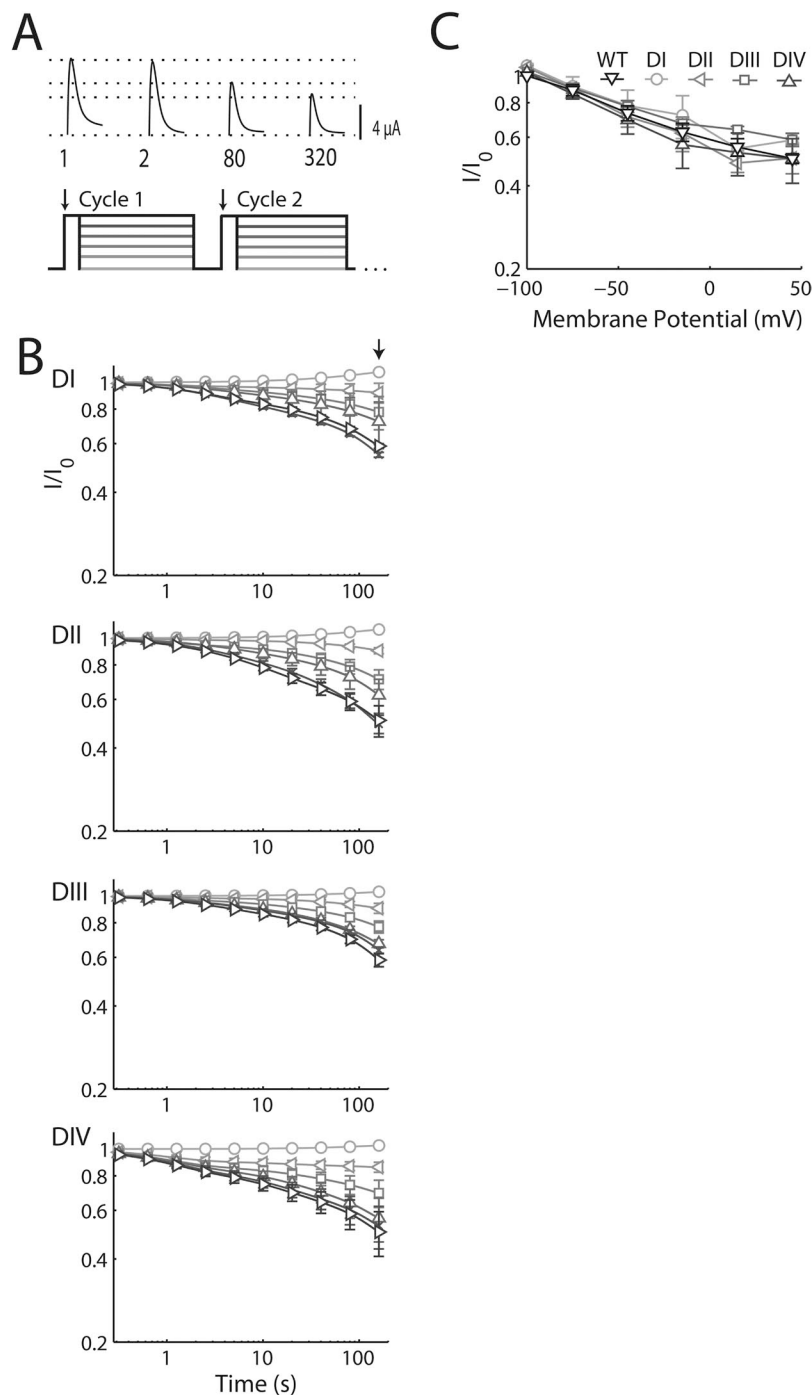 A
4 µA
1 2 80 320
Cycle 1 Cycle 2
...
C
WT DI DII DIII DIV
1
0.8
0.6
0.4
0.2
I/I0
−100 −50 0 50
Membrane Potential (mV)
B
DI
1
0.8
0.6
0.4
0.2
I/I0
1 10 100
DII
1
0.8
0.6
0.4
0.2
1 10 100
DIII
1
0.8
0.6
0.4
0.2
1 10 100
DIV
1
0.8
0.6
0.4
0.2
1 10 100
Time (s)